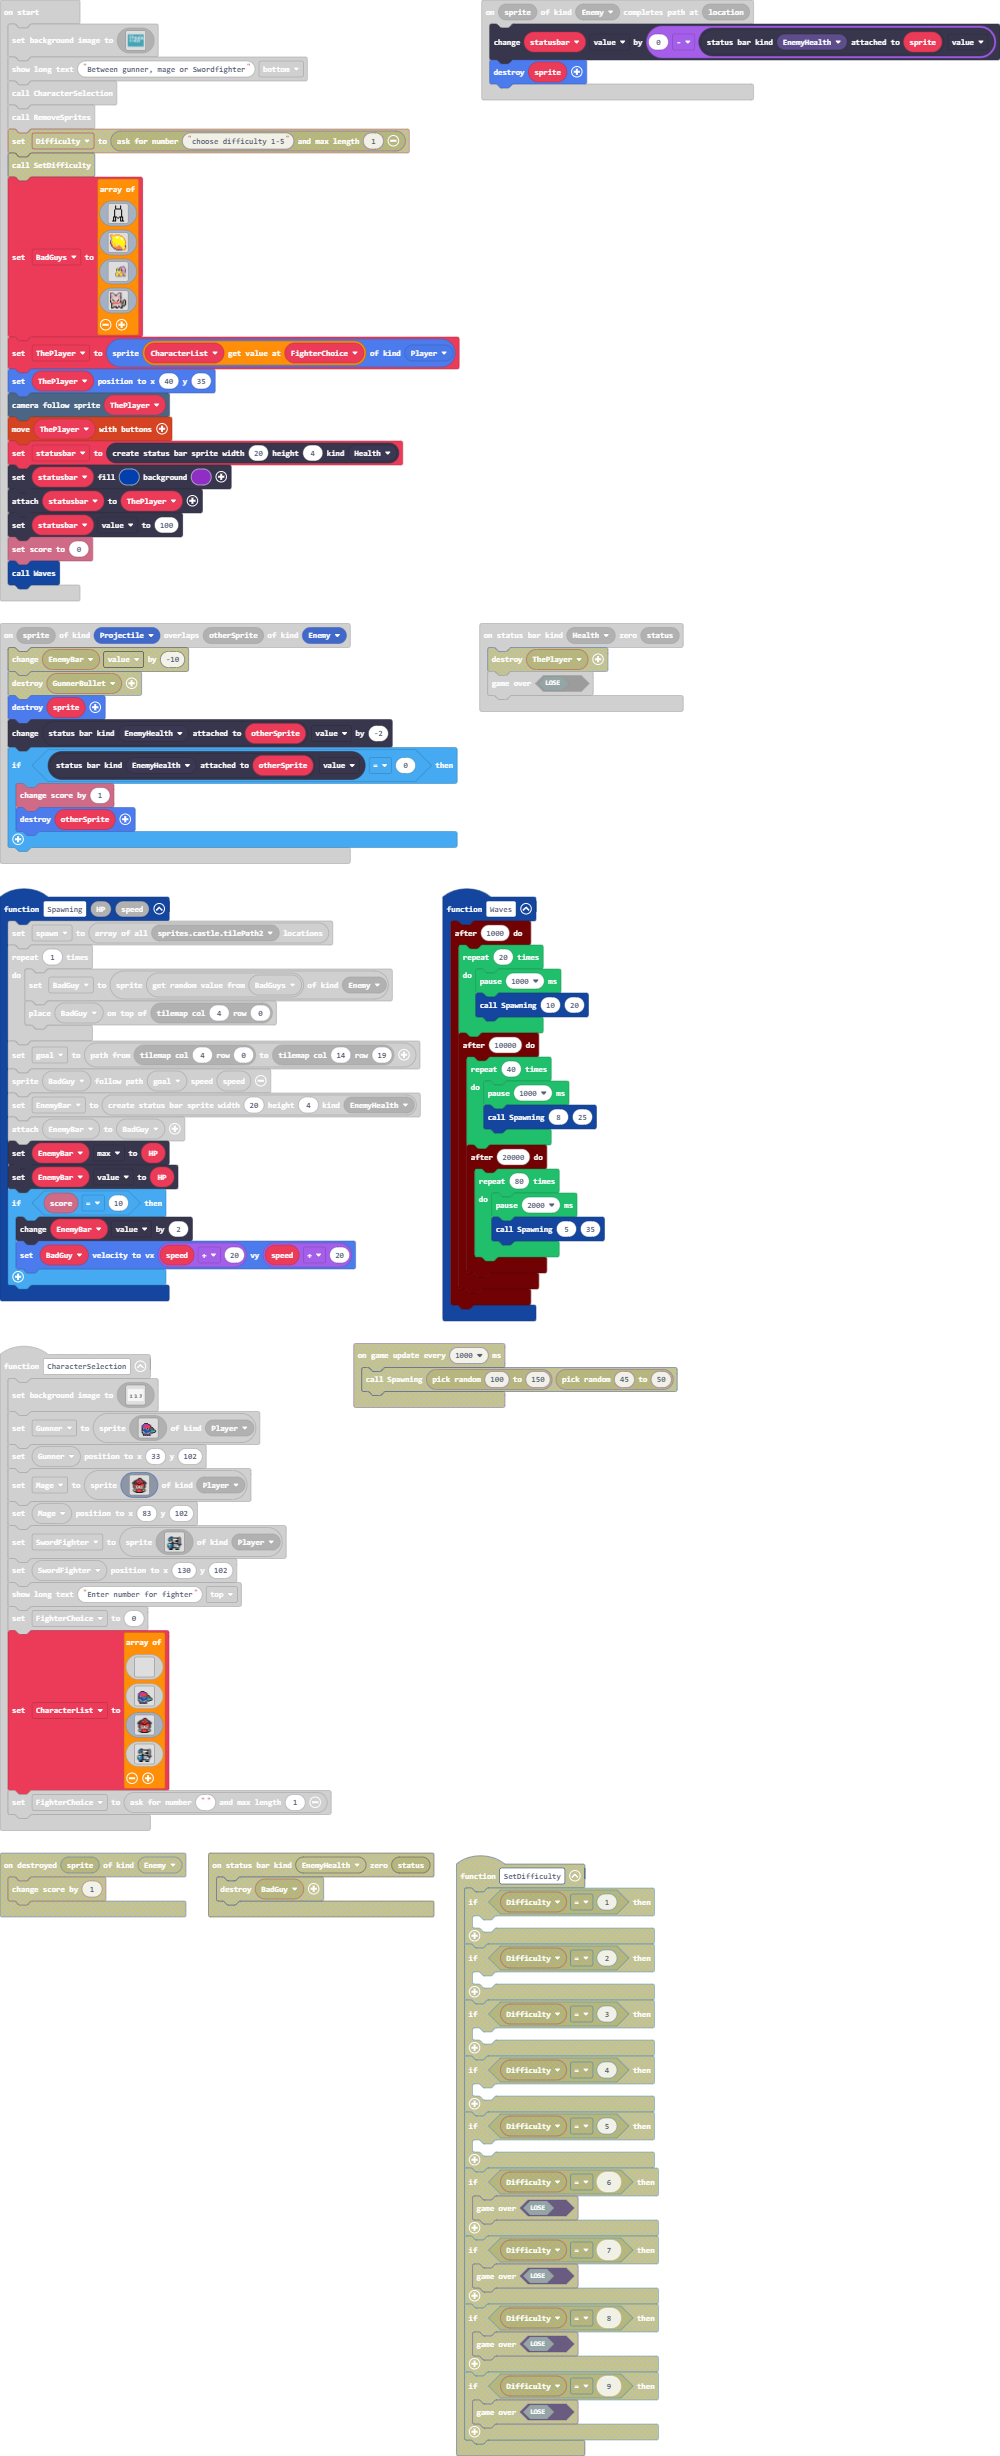 on start
set background image to
show long text "Between gunner, mage or Swordfighter" bottom
call CharacterSelection
call RemoveSprites
set Difficulty to ask for number "choose difficulty 1-5" and max length 1
call SetDifficulty
array of
set BadGuys to
set ThePlayer to sprite CharacterList get value at FighterChoice of kind Player
set ThePlayer position to x 40 y 35
camera follow sprite ThePlayer
move ThePlayer with buttons
set statusbar to create status bar sprite width 20 height 4 kind Health
set statusbar fill background
attach statusbar to ThePlayer
set statusbar value to 100
set score to 0
call Waves
on sprite of kind Enemy completes path at location
change statusbar value by 0 - status bar kind EnemyHealth attached to sprite value
destroy sprite
on sprite of kind Projectile overlaps otherSprite of kind Enemy
change EnemyBar value by -10
destroy GunnerBullet
destroy sprite
change status bar kind EnemyHealth attached to otherSprite value by -2
if status bar kind EnemyHealth attached to otherSprite value = 0 then
change score by 1
destroy otherSprite
on status bar kind Health zero status
destroy ThePlayer
game over LOSE
function Spawning HP speed
set spawn to array of all sprites.castle.tilePath2 locations
repeat 1 times
do
set BadGuy to sprite get random value from BadGuys of kind Enemy
place BadGuy on top of tilemap col 4 row 0
set goal to path from tilemap col 4 row 0 to tilemap col 14 row 19
sprite BadGuy follow path goal speed speed
set EnemyBar to create status bar sprite width 20 height 4 kind EnemyHealth
attach EnemyBar to BadGuy
set EnemyBar max to HP
set EnemyBar value to HP
if score = 10 then
change EnemyBar value by 2
set BadGuy velocity to vx speed + 20 vy speed + 20
function Waves
after 1000 do
repeat 20 times
do
pause 1000 ms
call Spawning 10 20
after 10000 do
repeat 40 times
do
pause 1000 ms
call Spawning 8 25
after 20000 do
repeat 80 times
do
pause 2000 ms
call Spawning 5 35
function CharacterSelection
set background image to
set Gunner to sprite of kind Player
set Gunner position to x 33 y 102
set Mage to sprite of kind Player
set Mage position to x 83 y 102
set SwordFighter to sprite of kind Player
set SwordFighter position to x 130 y 102
show long text "Enter number for fighter" top
set FighterChoice to 0
array of
set CharacterList to
set FighterChoice to ask for number "" and max length 1
on game update every 1000 ms
call Spawning pick random 100 to 150 pick random 45 to 50
on destroyed sprite of kind Enemy
change score by 1
on status bar kind EnemyHealth zero status
destroy BadGuy
function SetDifficulty
if Difficulty = 1 then
if Difficulty = 2 then
if Difficulty = 3 then
if Difficulty = 4 then
if Difficulty = 5 then
if Difficulty = 6 then
game over LOSE
if Difficulty = 7 then
game over LOSE
if Difficulty = 8 then
game over LOSE
if Difficulty = 9 then
game over LOSE